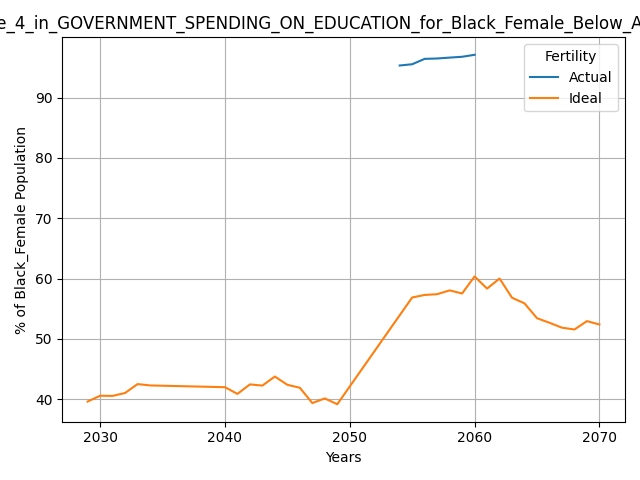 e_4_in_GOVERNMENT_SPENDING_ON_EDUCATION_for_Black_Female_Below_A
Fertility
Actual
Ideal
% of Black_Female Population
90
80
70
60
50
40
2030
2040
2050
2060
2070
Years